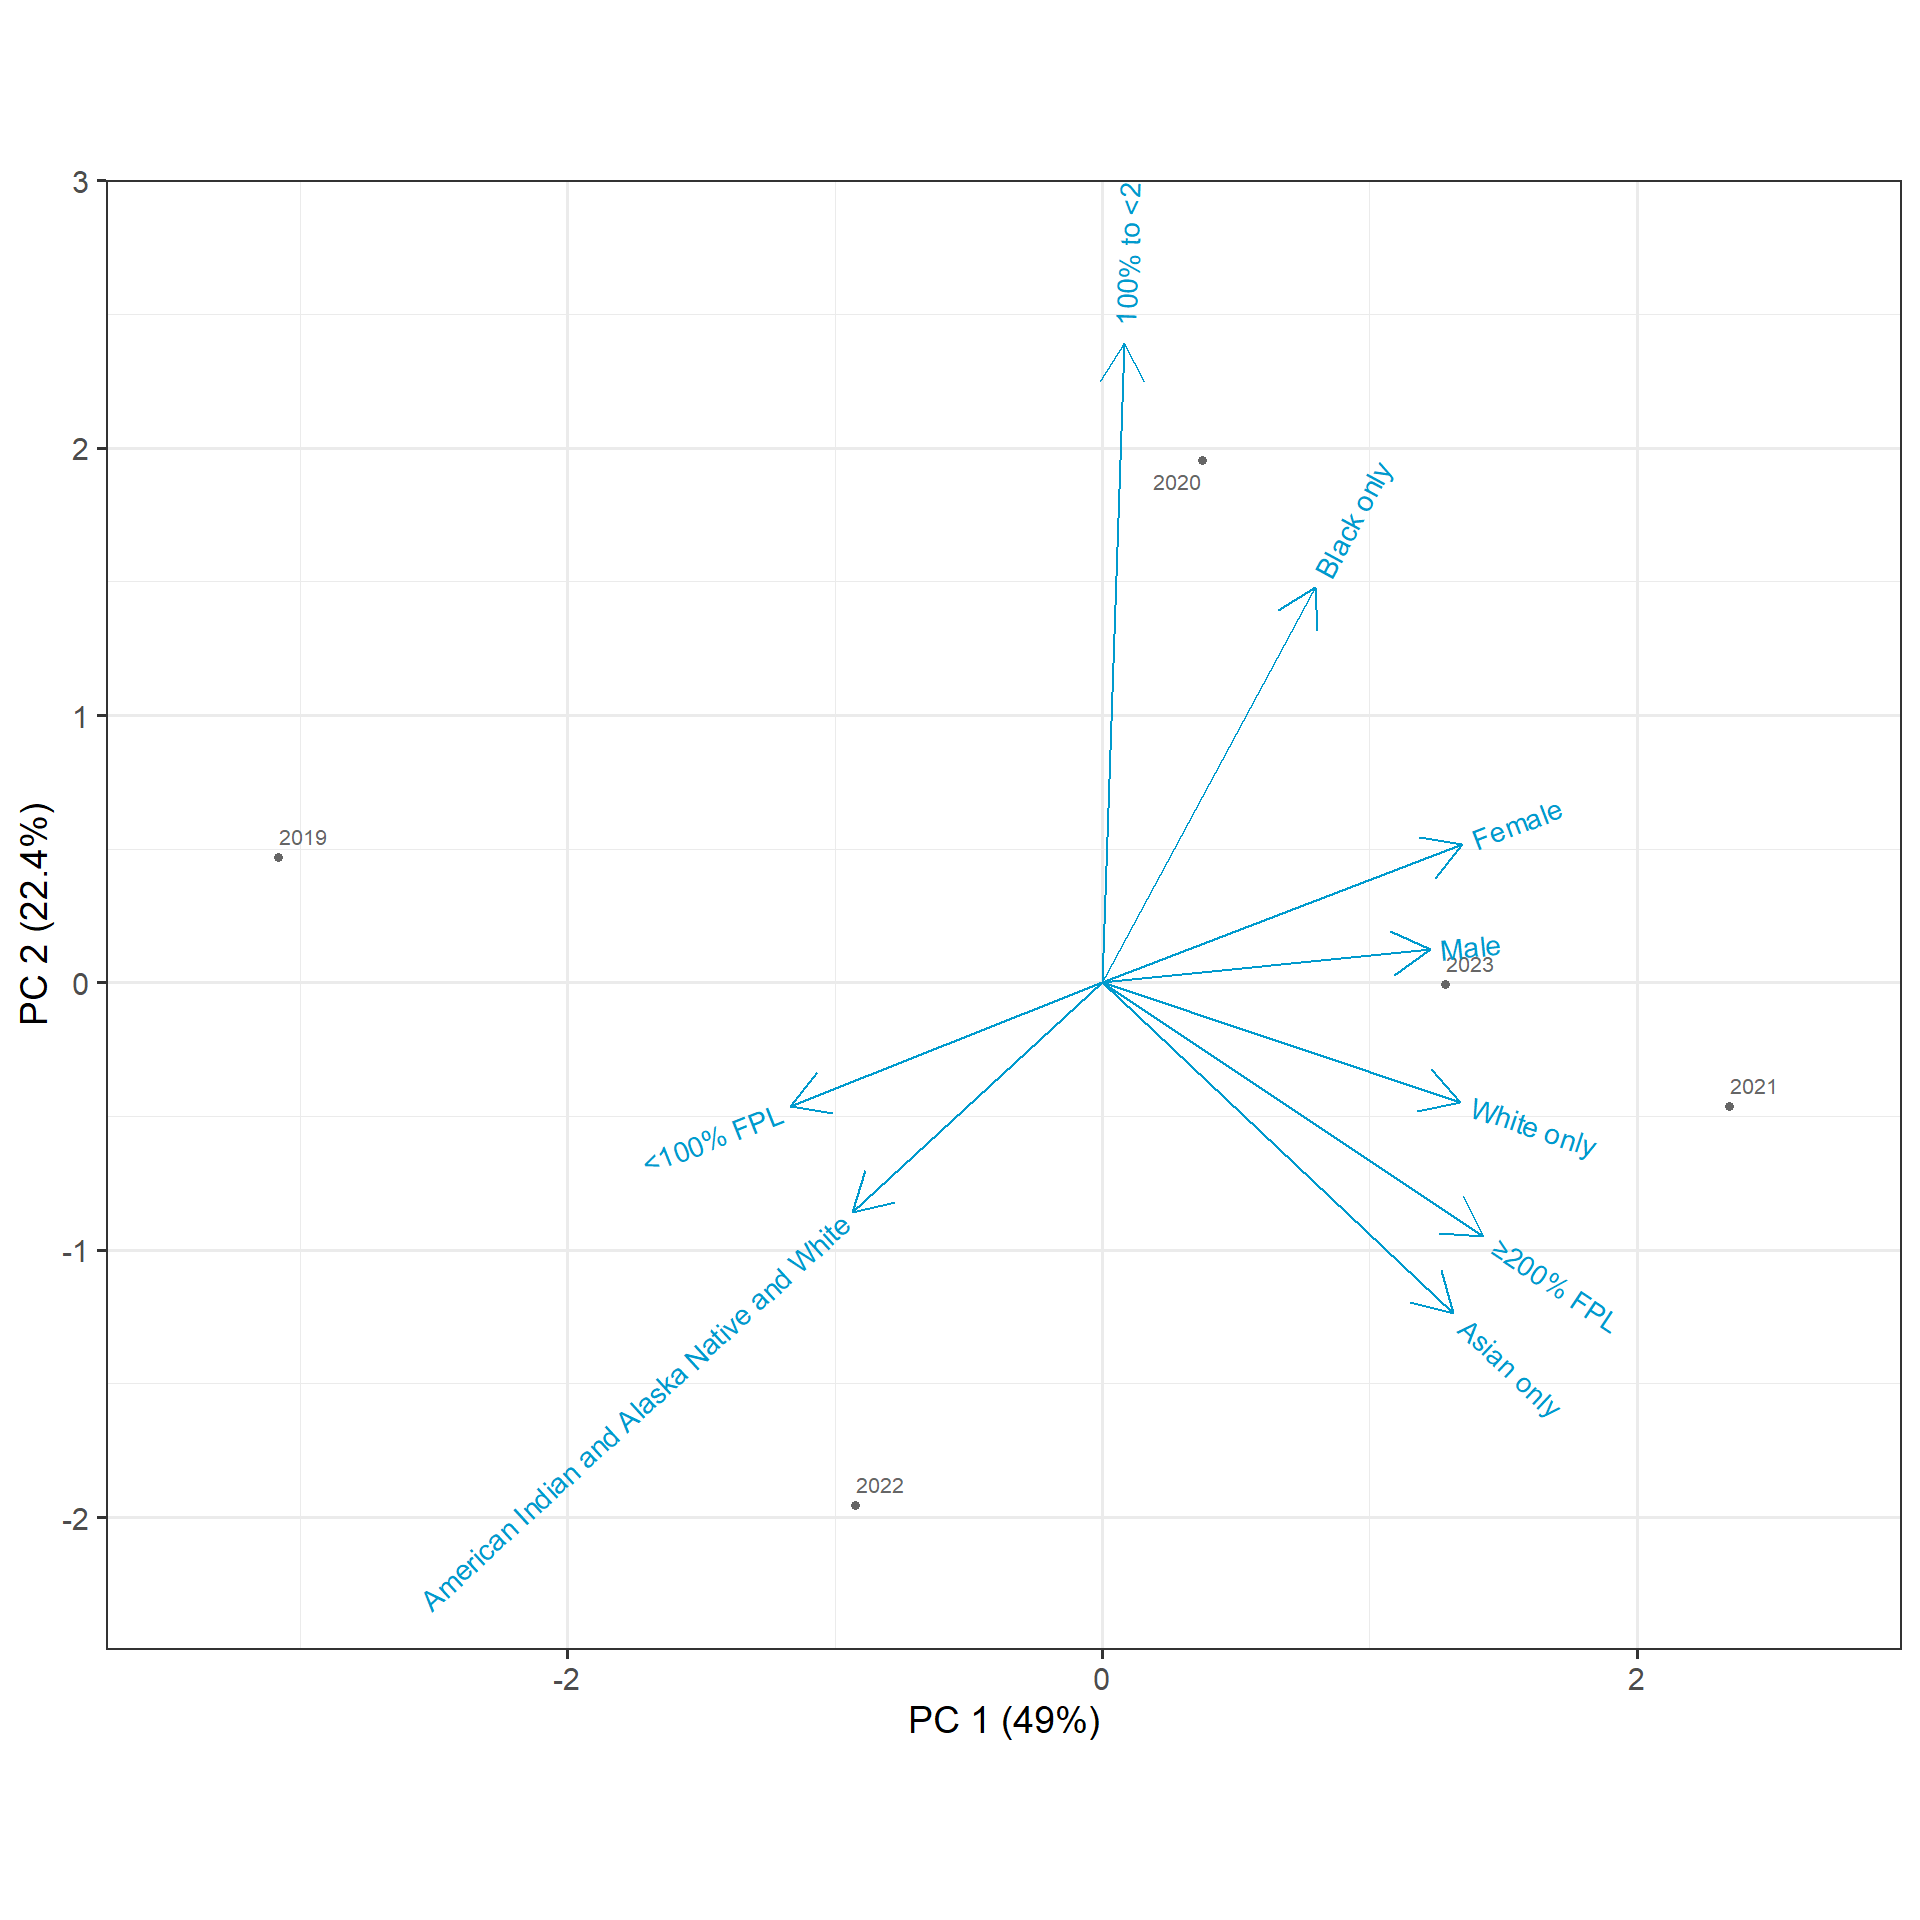 3
2
1
0
-1
-2
-2
0
2
PC 2 (22.4%)
PC 1 (49%)
100% to <2
2020
Black only
2019
Female
Male
2023
2021
White only
<100% FPL
≥200% FPL
Asian only
American Indian and Alaska Native and White
2022